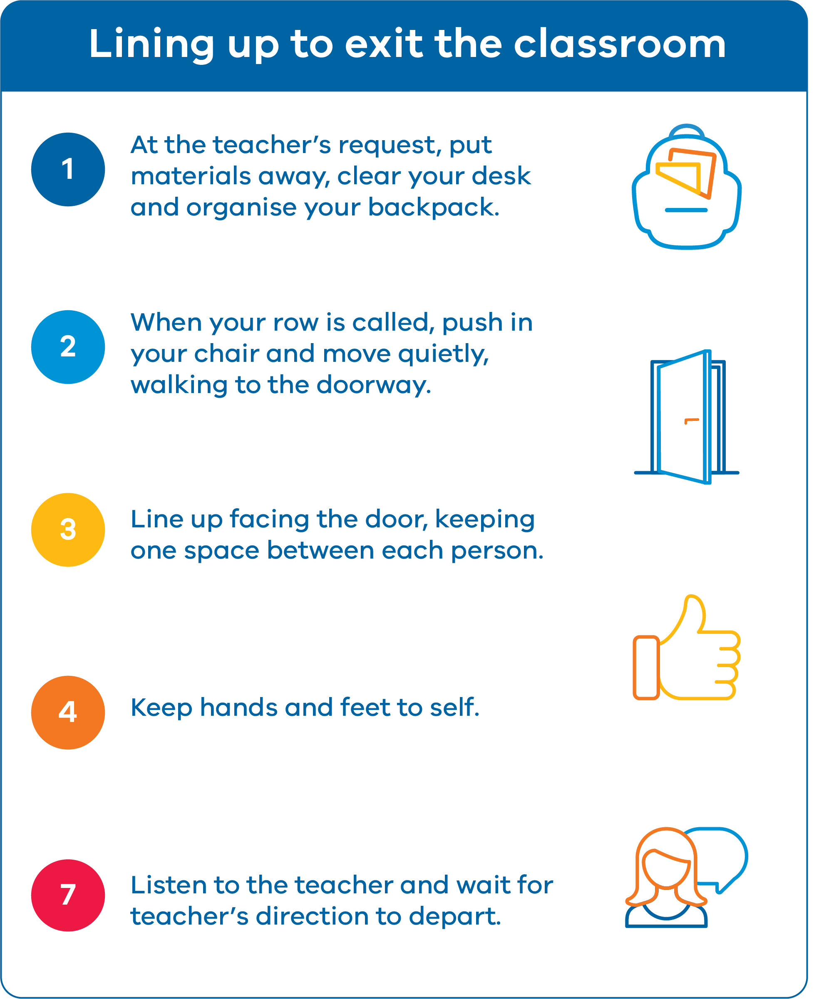 Lining up to exit the classroom
1
At the teacher’s request, put
materials away, clear your desk
and organise your backpack.
2
When your row is called, push in
your chair and move quietly,
walking to the doorway.
3
Line up facing the door, keeping
one space between each person.
4
Keep hands and feet to self.
7
Listen to the teacher and wait for
teacher’s direction to depart.